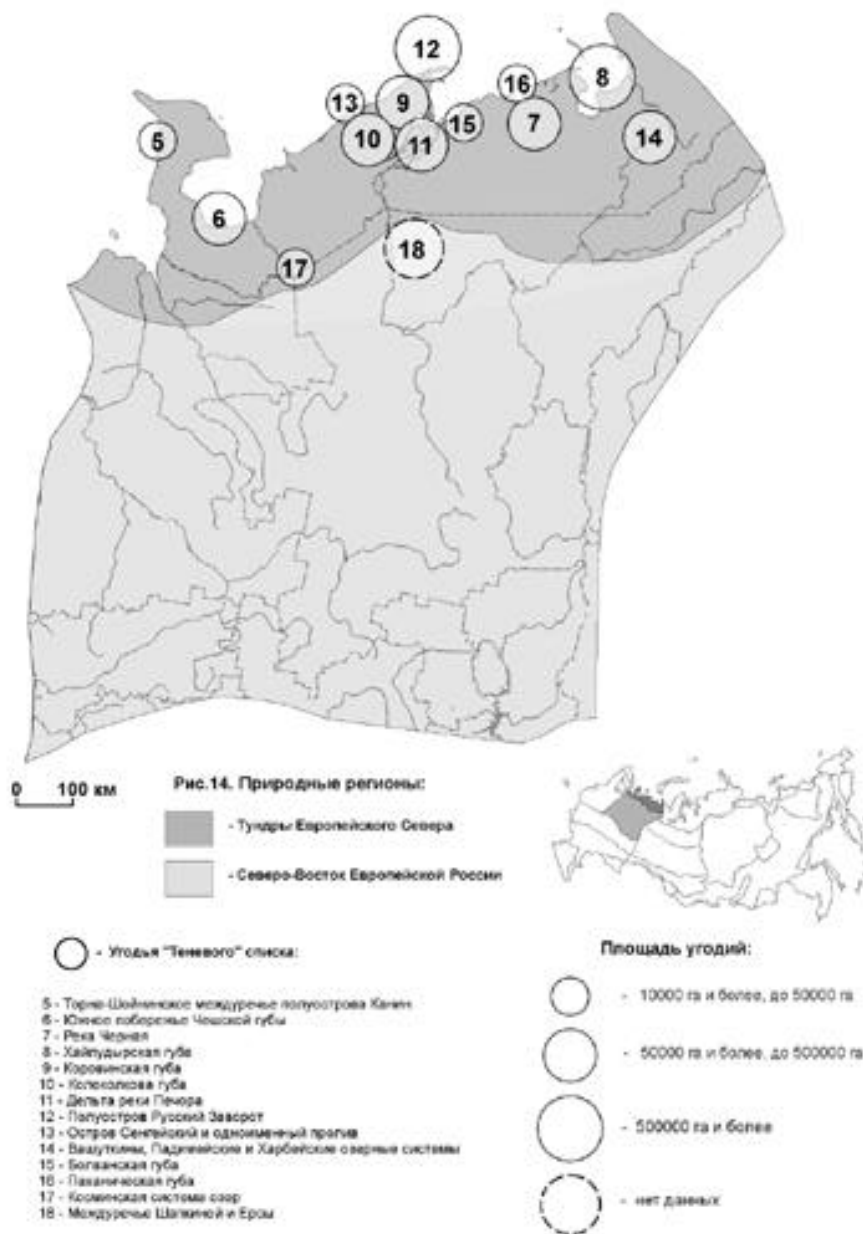 12
8
16
13
9
7
5
15
10
11
14
6
18
17
0 100 км
Рис.14. Природные регионы:
- Тундры Европейского Севера
- Северо-Восток Европейской России
- Угодья "Теневого" списка:
5 - Торна-Шойнинское междуречье полуострова Канин
6 - Южное побережье Чешской губы
7 - Река Черная
8 - Хайпудырская губа
9 - Коровинская губа
10 - Колоколкова губа
11 - Дельта реки Печора
12 - Полуостров Русский Заворот
13 - Остров Сенгейский и одноименный пролив
14 - Вашуткины, Падимейские и Харбейские озерные системы
15 - Болванская губа
16 - Паханическая губа
17 - Косминская система озер
18 - Междуречье Шапкиной и Ерсы
Площадь угодий:
- 10000 га и более, до 50000 га
- 50000 га и более, до 500000 га
- 500000 га и более
- нет данных